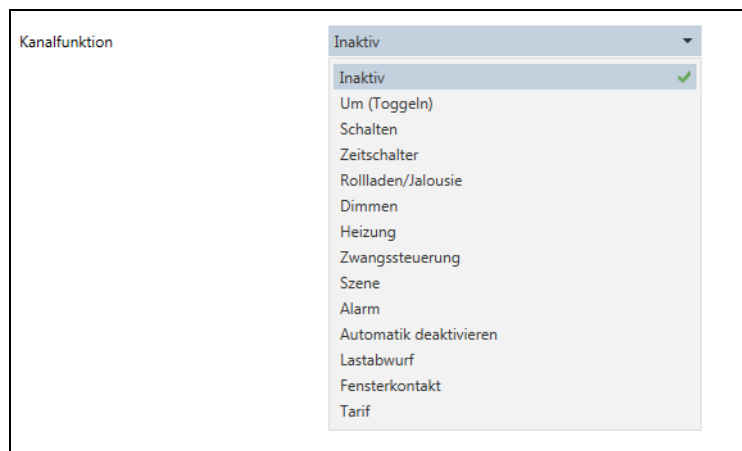 Kanalfunktion Inaktiv
Inaktiv
Um (Toggeln)
Schalten
Zeitschalter
Rollladen/Jalousie
Dimmen
Heizung
Zwangssteuerung
Szene
Alarm
Automatik deaktivieren
Lastabwurf
Fensterkontakt
Tarif